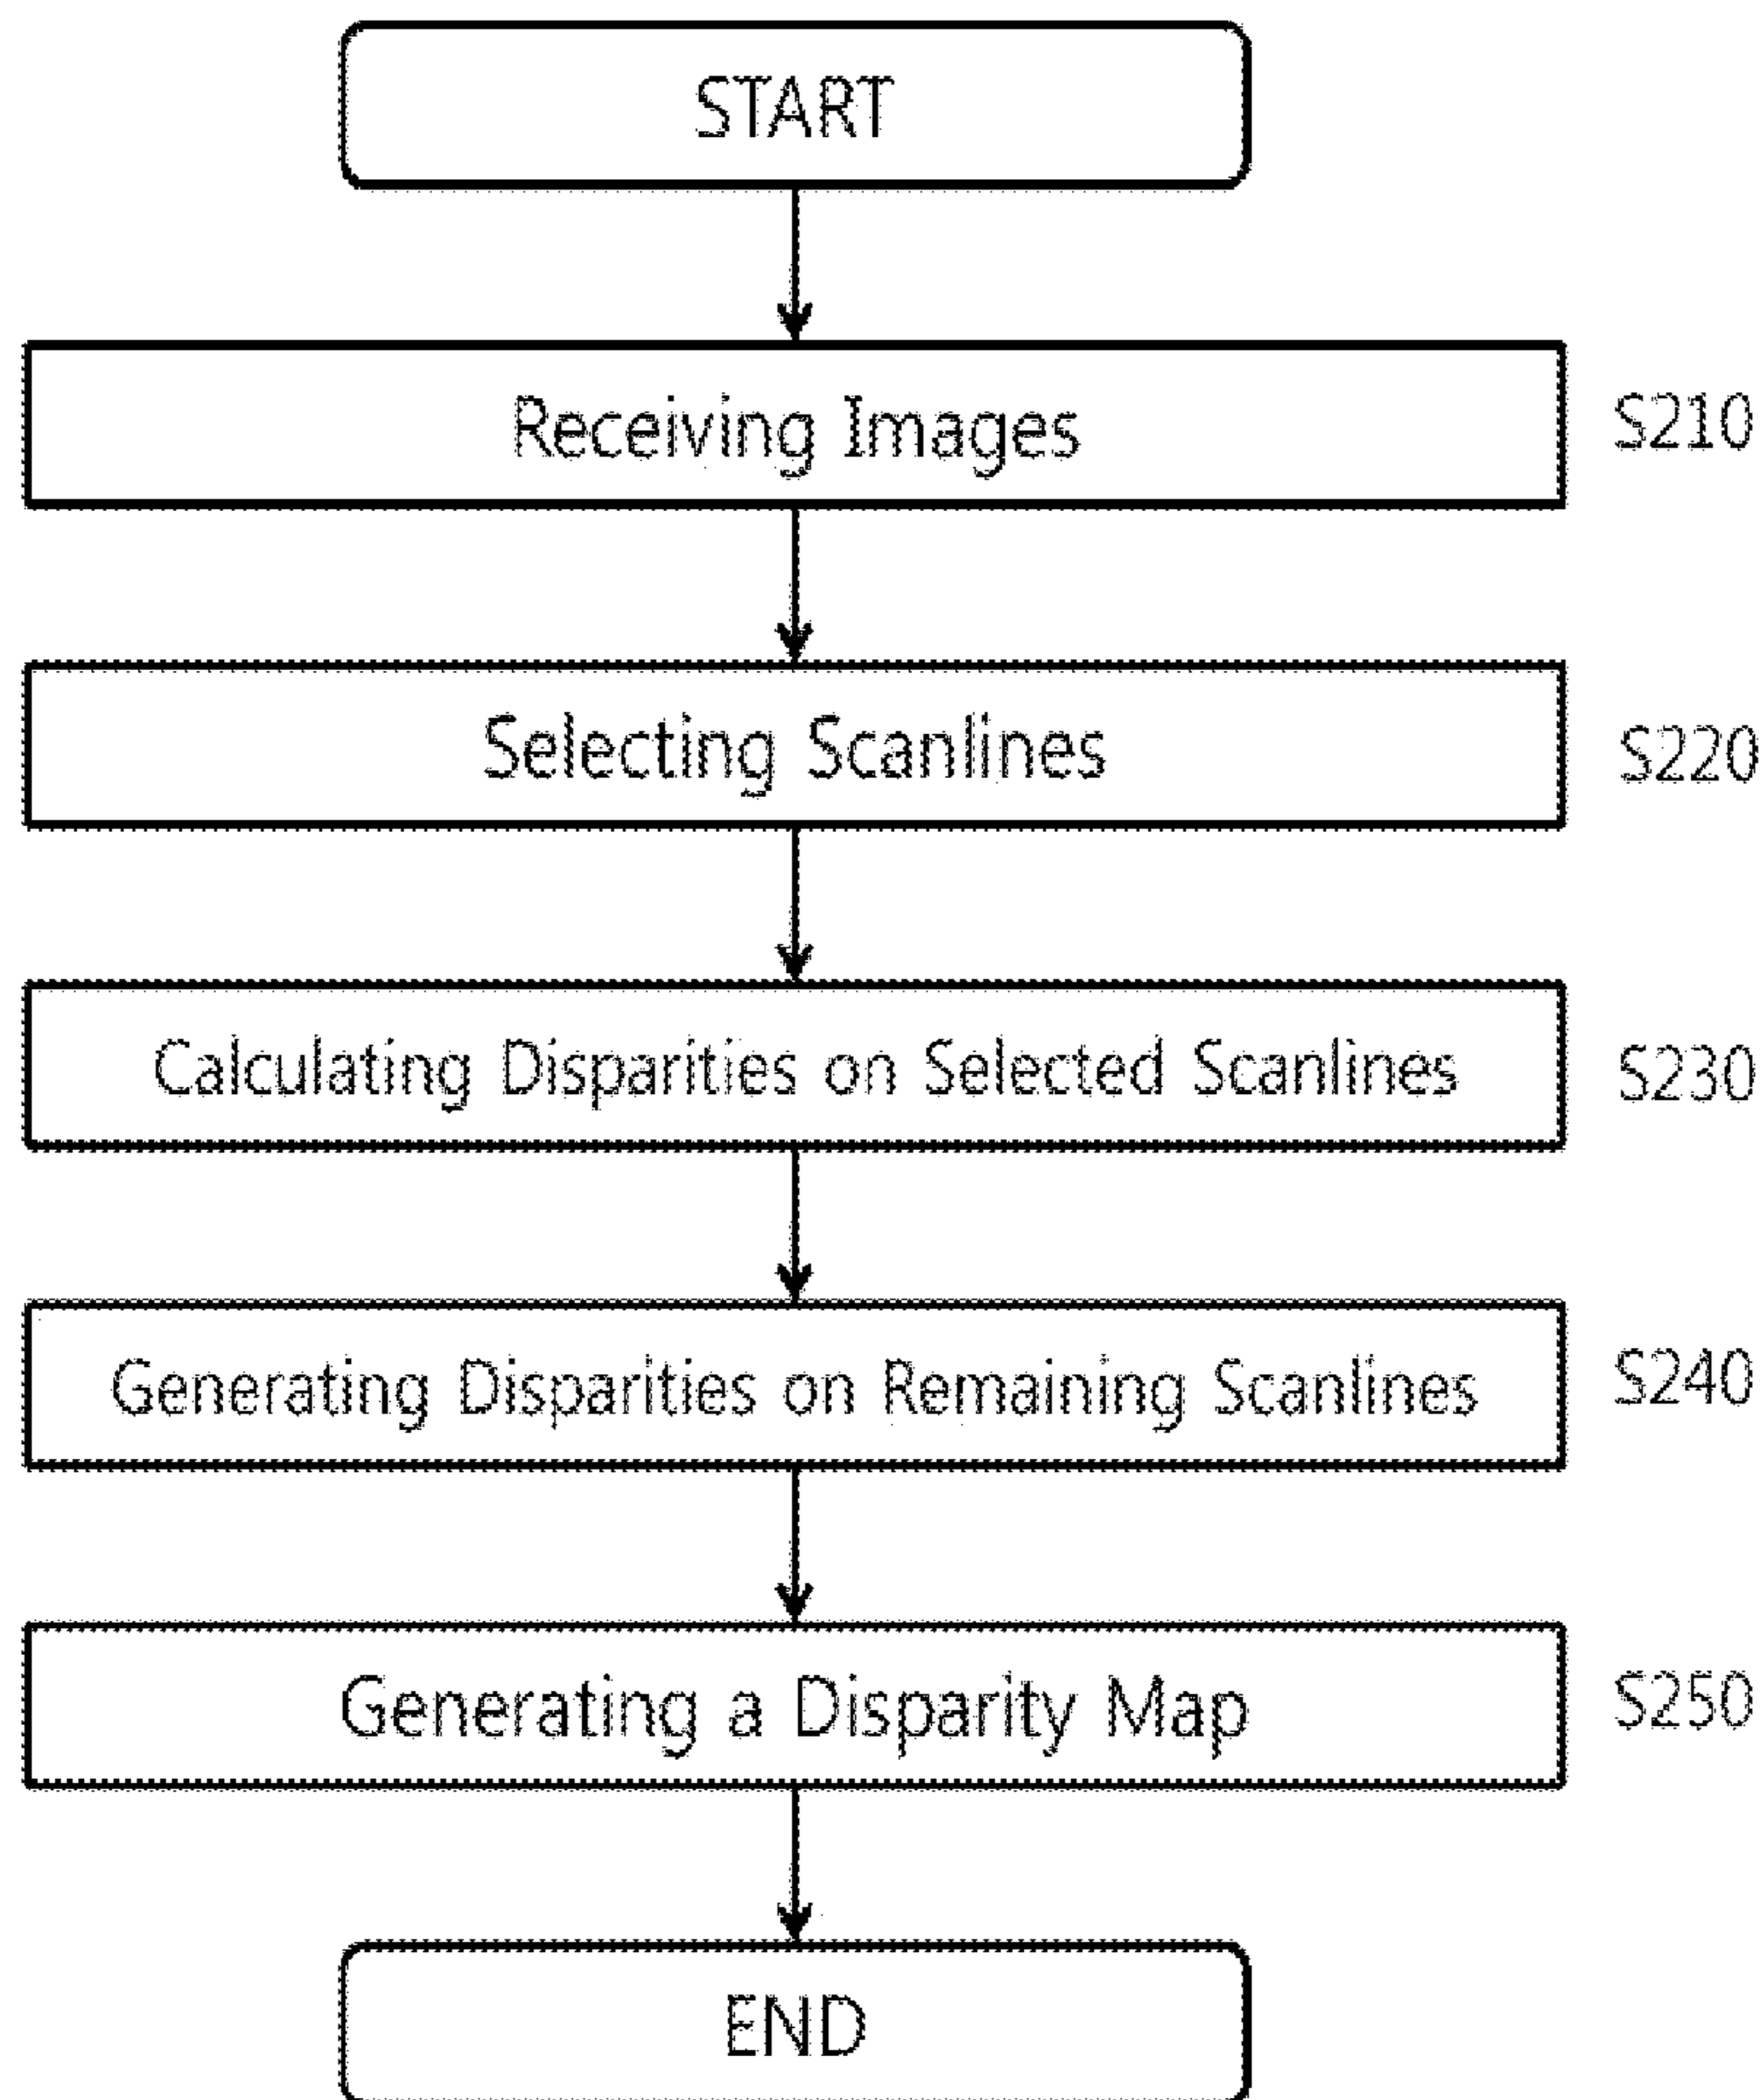 START
Receiving Images
S210
Selecting Scanlines
S220
Calculating Disparities on Selected Scanlines
S230
Generating Disparities on Remaining Scanlines
S240
Generating a Disparity Map
S250
END